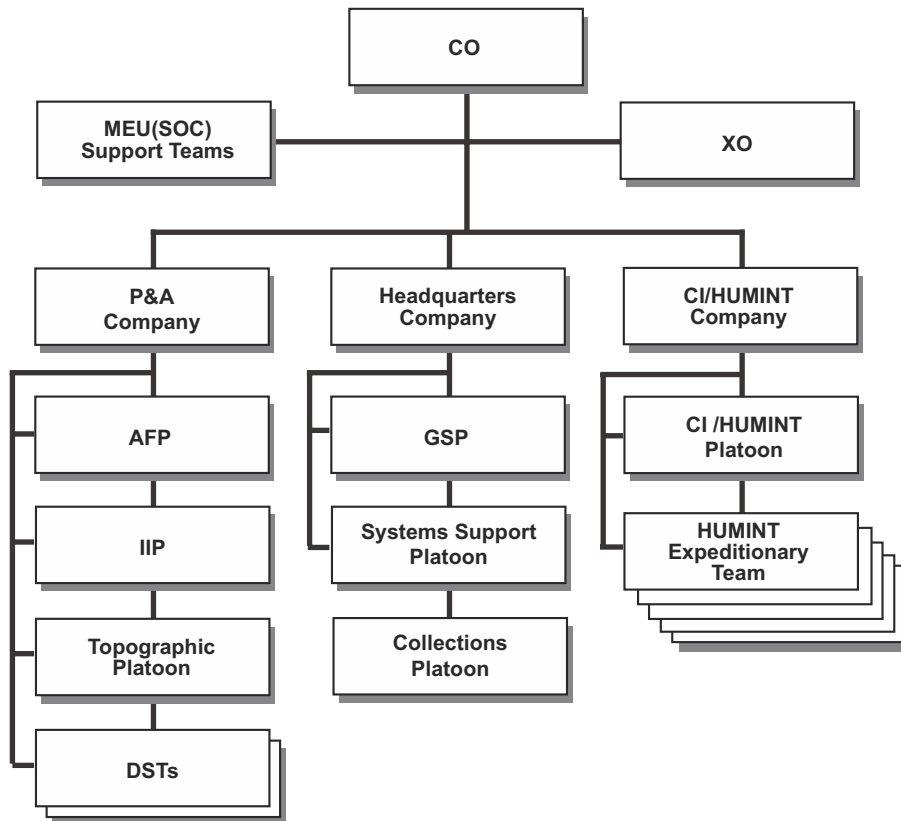 CO
MEU(SOC)
Support Teams
XO
P&A
Company
Headquarters
Company
CI/HUMINT
Company
AFP
GSP
CI /HUMINT
Platoon
IIP
Systems Support
Platoon
HUMINT
Expeditionary
Team
Topographic
Platoon
Collections
Platoon
DSTs